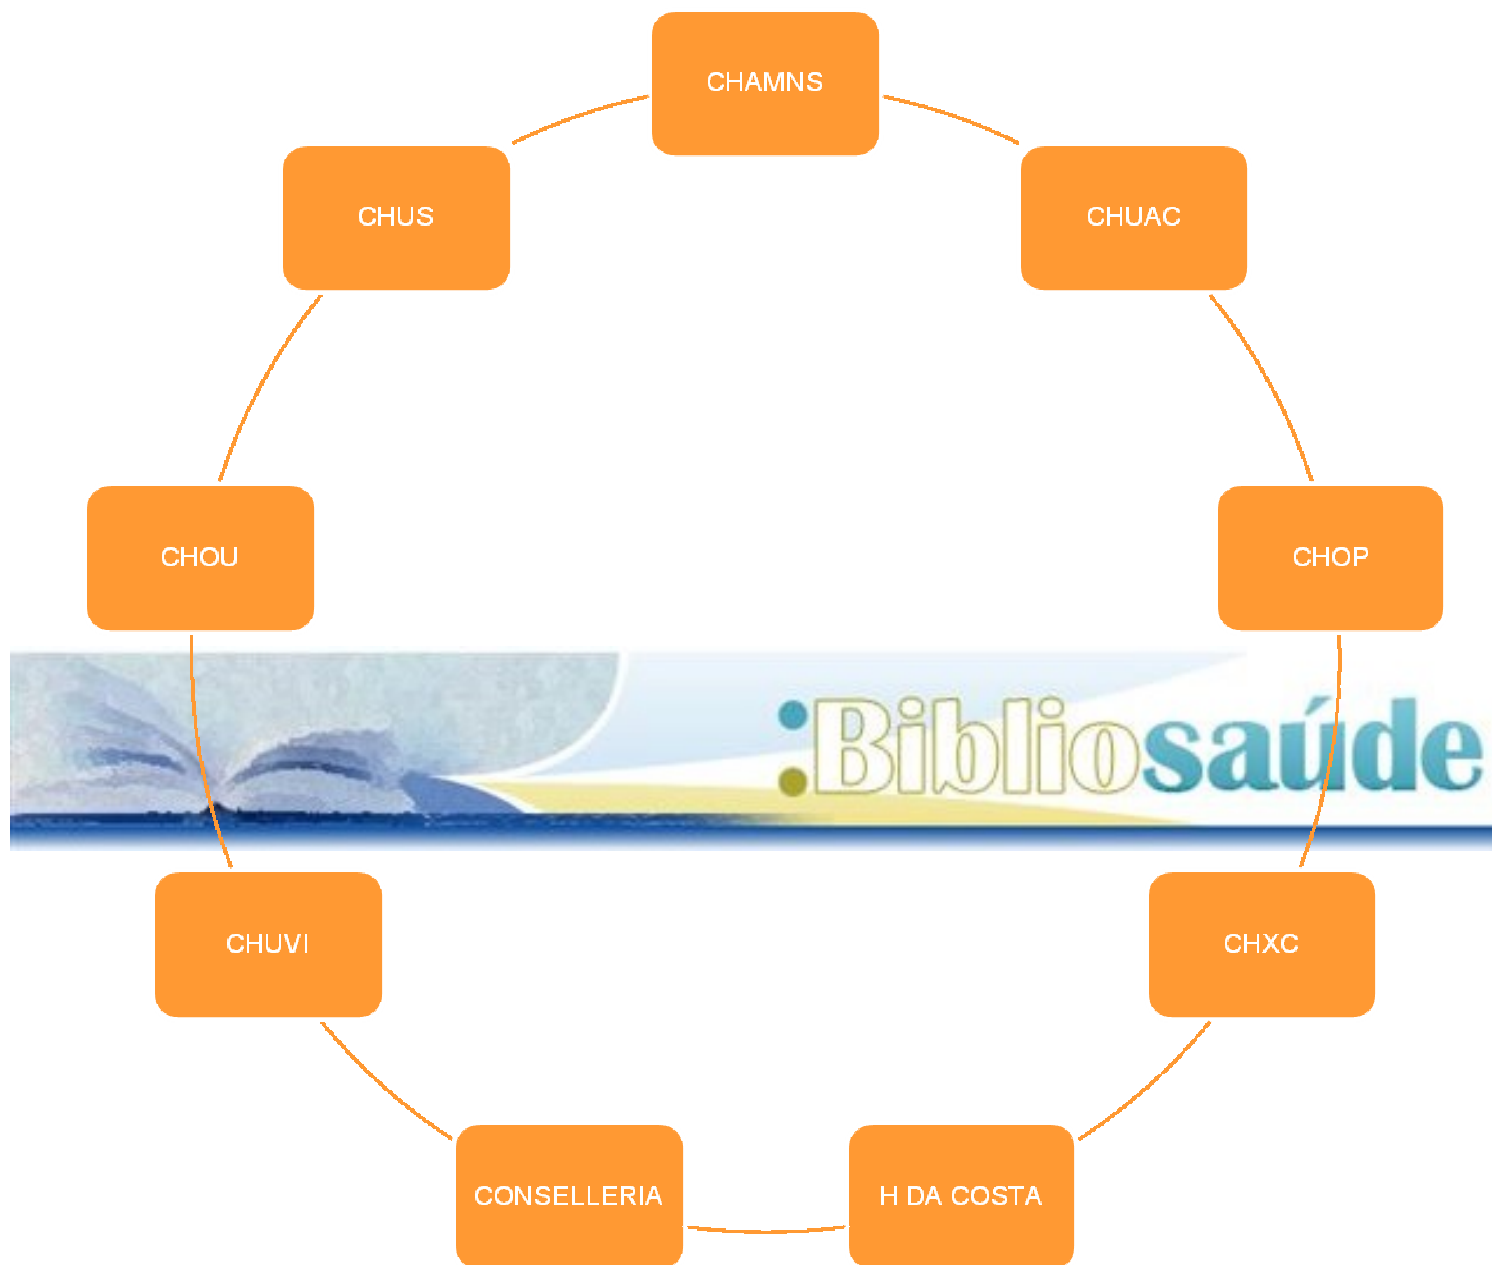 CHAMNS
CHUS
CHUAC
CHOU
CHOP
:Bibliosaúde
CHUVI
CHXC
CONSELLERIA
H DA COSTA